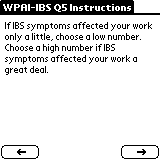 WPAI-IBS Q5 Instructions
If IBS symptoms affected your work
only a little, choose a low number.
Choose a high number if IBS
symptoms affected your work a
great deal.